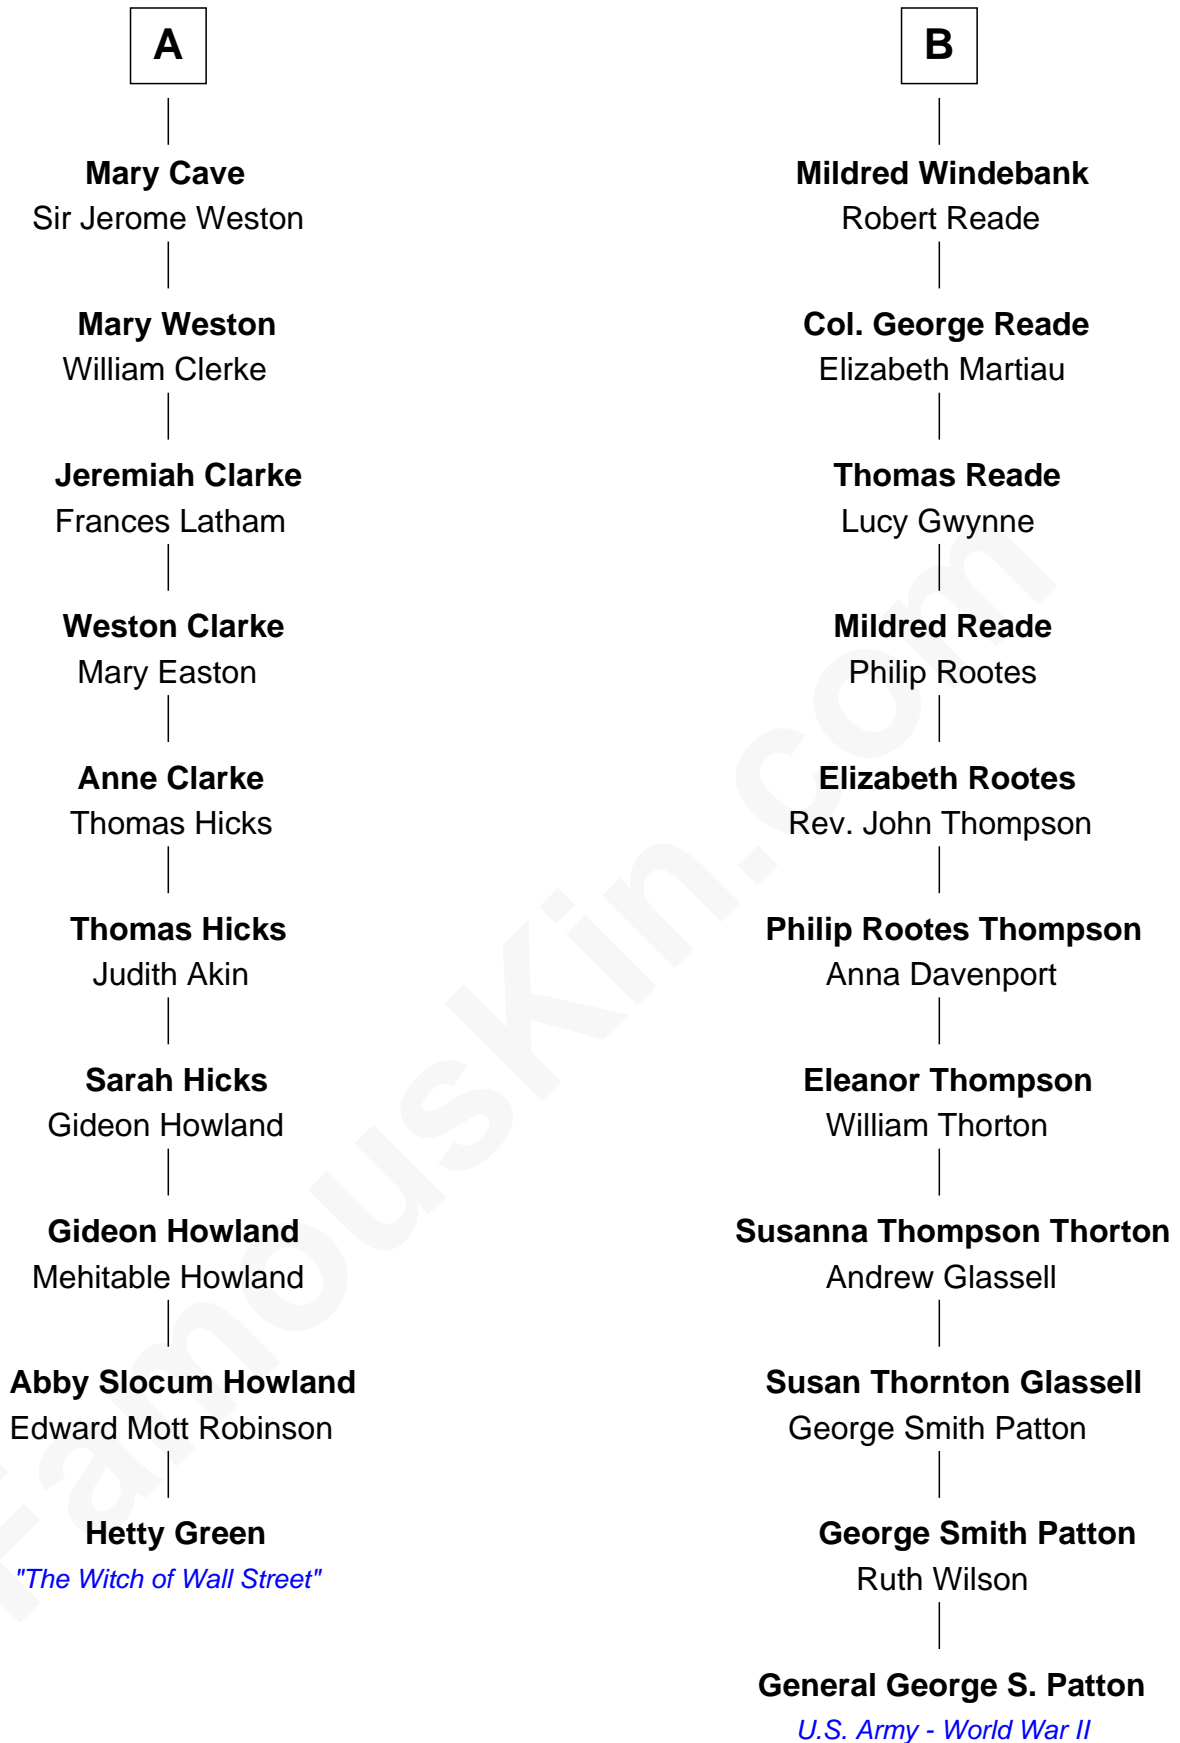 A
Mary Cave
Sir Jerome Weston
Mary Weston
William Clerke
Jeremiah Clarke
Frances Latham
Weston Clarke
Mary Easton
Anne Clarke
Thomas Hicks
Thomas Hicks
Judith Akin
Sarah Hicks
Gideon Howland
Gideon Howland
Mehitable Howland
Abby Slocum Howland
Edward Mott Robinson
Hetty Green
"The Witch of Wall Street"
B
Mildred Windebank
Robert Reade
Col. George Reade
Elizabeth Martiau
Thomas Reade
Lucy Gwynne
Mildred Reade
Philip Rootes
Elizabeth Rootes
Rev. John Thompson
Philip Rootes Thompson
Anna Davenport
Eleanor Thompson
William Thorton
Susanna Thompson Thorton
Andrew Glassell
Susan Thornton Glassell
George Smith Patton
George Smith Patton
Ruth Wilson
General George S. Patton
U.S. Army - World War II
FamousKin.com